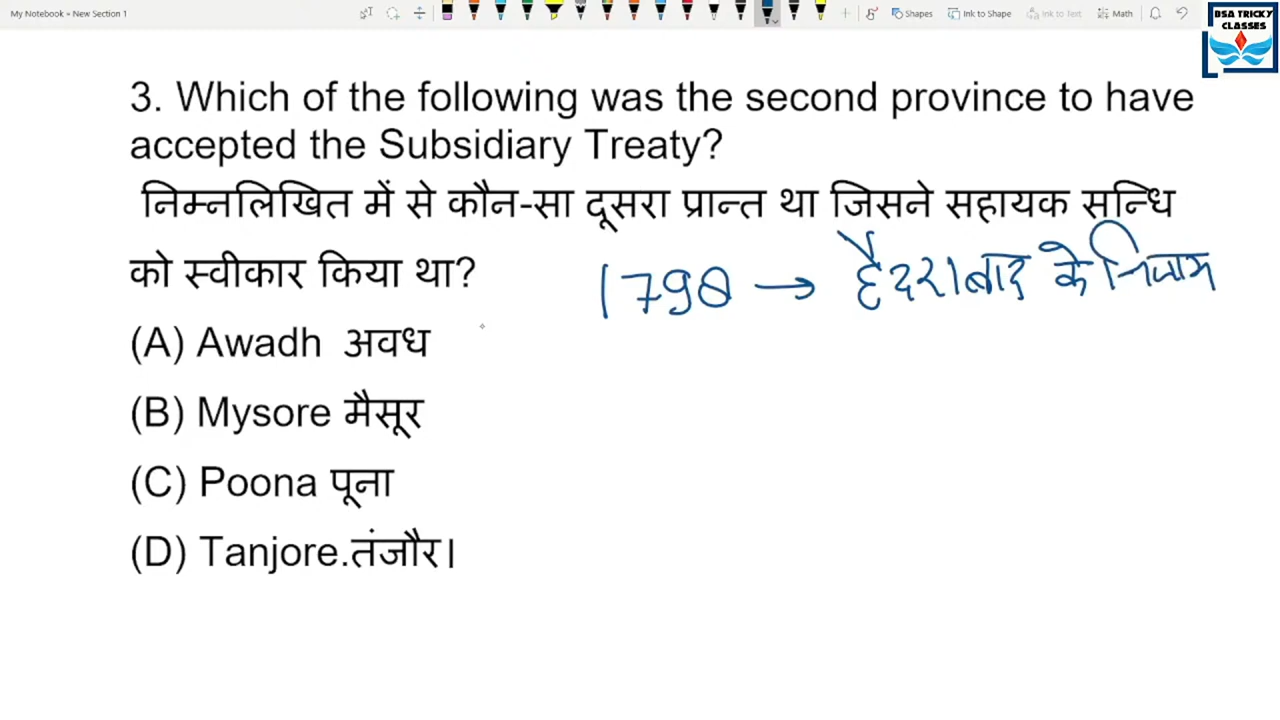 My Notebook » New Section 1
Shapes Ink to Shape Ink to Text Math
BSA TRICKY
CLASSES
3. Which of the following was the second province to have
accepted the Subsidiary Treaty?
निम्नलिखित में से कौन-सा दूसरा प्रान्त था जिसने सहायक सन्धि
को स्वीकार किया था?
1798 → हैदराबाद के निजाम
(A) Awadh अवध
(B) Mysore मैसूर
(C) Poona पूना
(D) Tanjore.तंजौर।